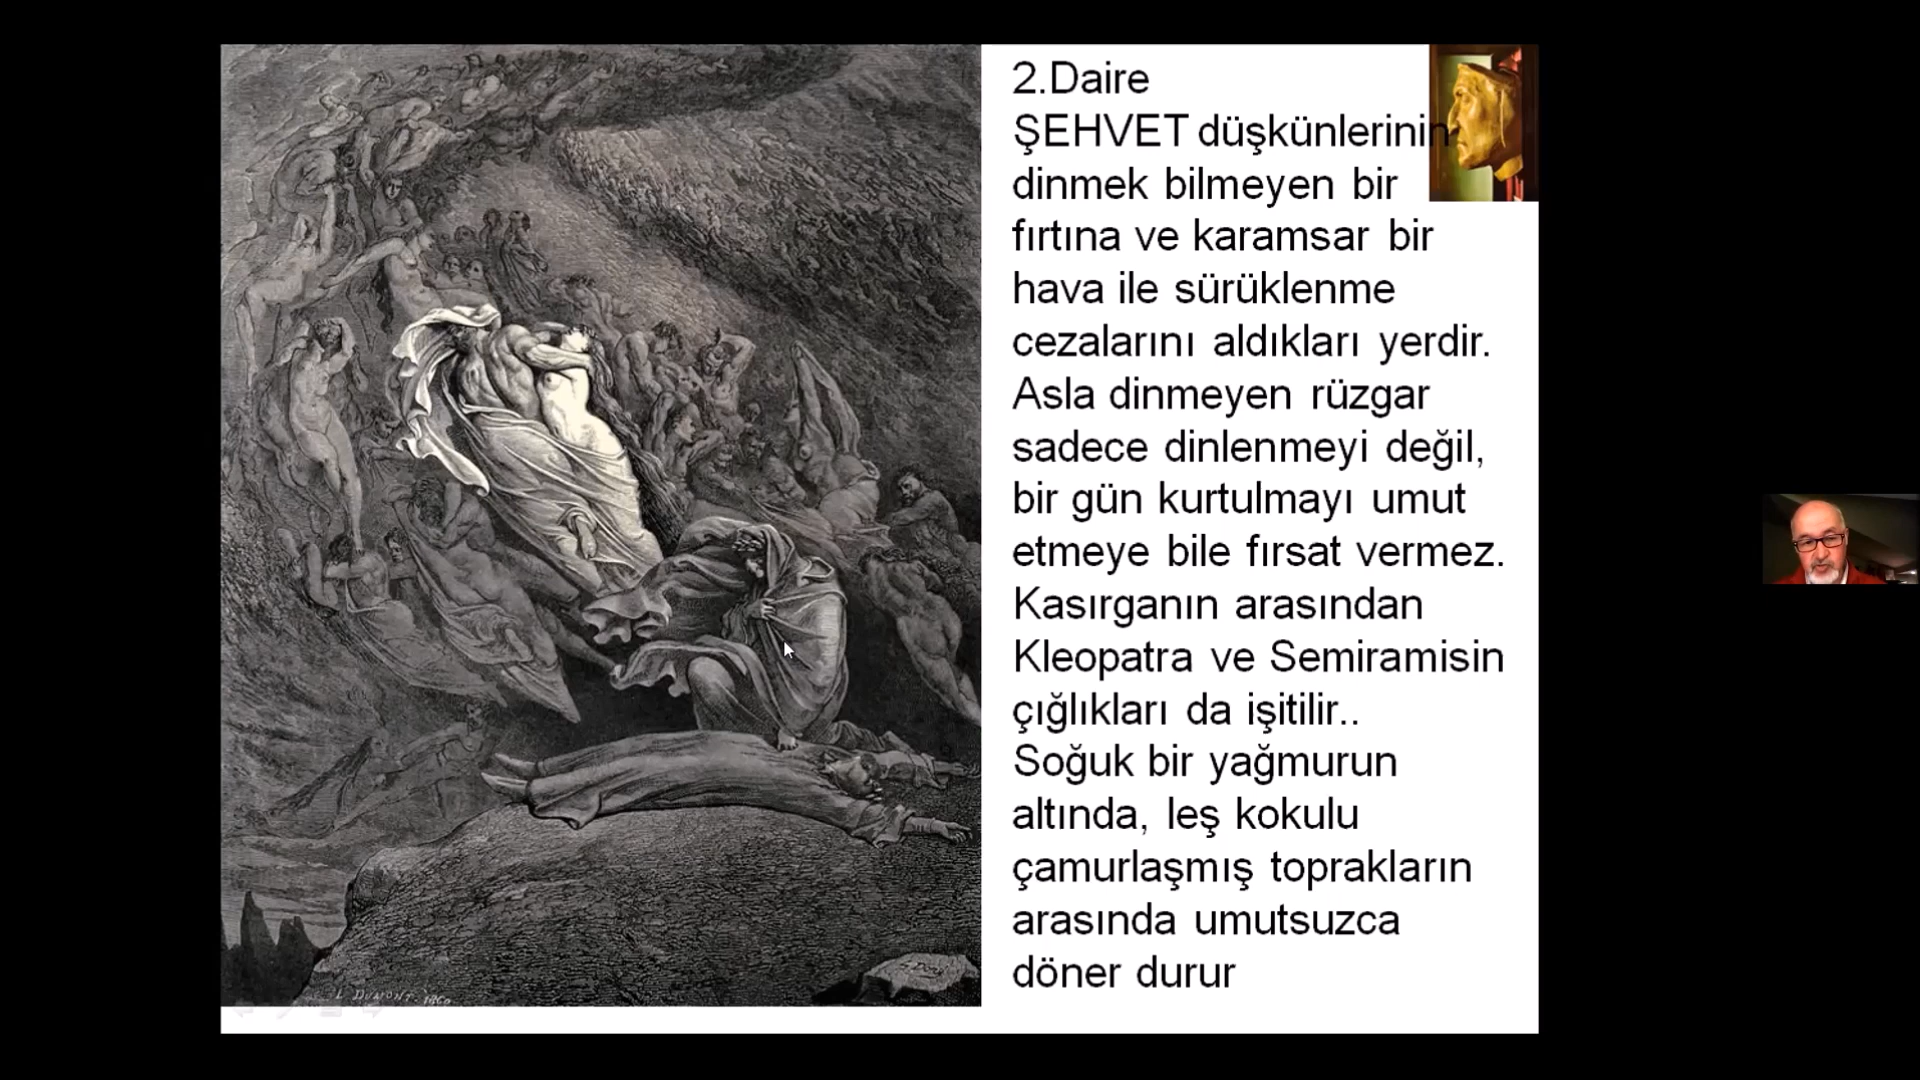 2.Daire
ŞEHVET düşkünlerinin
dinmek bilmeyen bir
fırtına ve karamsar bir
hava ile sürüklenme
cezalarını aldıkları yerdir.
Asla dinmeyen rüzgar
sadece dinlenmeyi değil,
bir gün kurtulmayı umut
etmeye bile fırsat vermez.
Kasırganın arasından
Kleopatra ve Semiramisin
çığlıkları da işitilir..
Soğuk bir yağmurun
altında, leş kokulu
çamurlaşmış toprakların
arasında umutsuzca
döner durur
L DUMONT